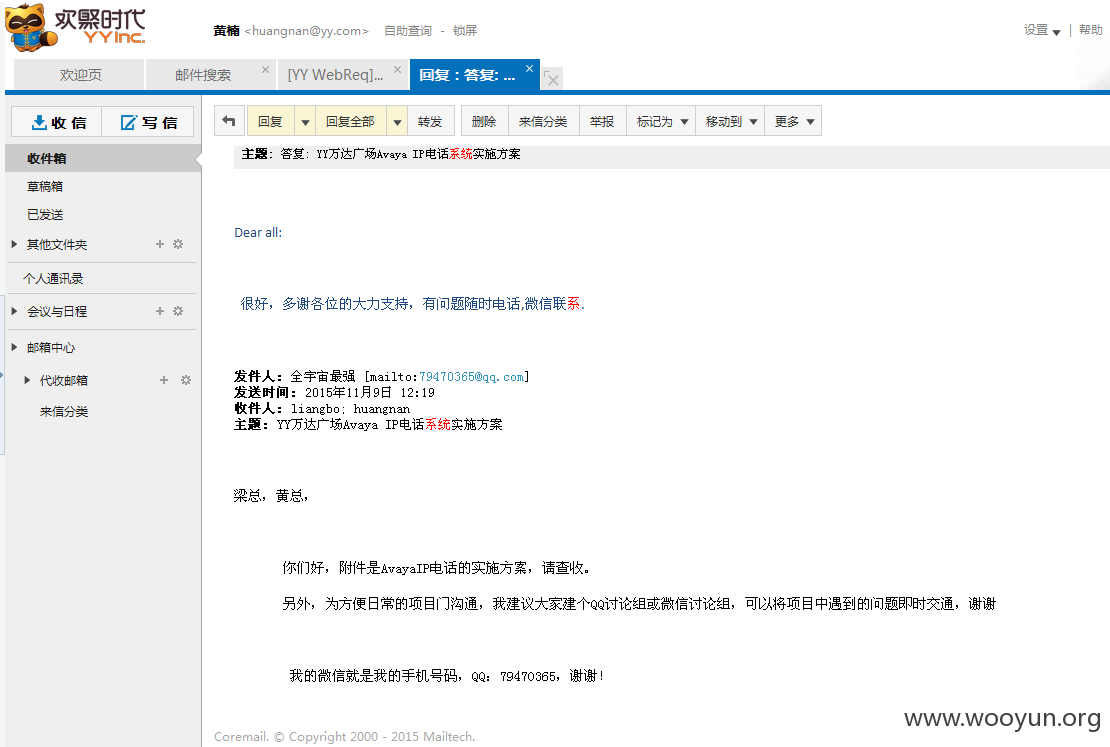 欢聚时代
YY Inc.
黄楠 <huangnan@yy.com> 自助查询 - 锁屏
设置 | 帮助
欢迎页 邮件搜索 [YY WebReq]... 回复：答复: ...
收信 写信
回复 回复全部 转发 删除 来信分类 举报 标记为 移动到 更多
收件箱
草稿箱
已发送
其他文件夹
个人通讯录
会议与日程
邮箱中心
代收邮箱
来信分类
主题: 答复: YY万达广场Avaya IP电话系统实施方案
Dear all:
很好，多谢各位的大力支持，有问题随时电话,微信联系.
发件人: 全宇宙最强 [mailto:79470365@qq.com]
发送时间: 2015年11月9日 12:19
收件人: liangbo; huangnan
主题: YY万达广场Avaya IP电话系统实施方案
梁总，黄总，
你们好，附件是AvayaIP电话的实施方案，请查收。
另外，为方便日常的项目门沟通，我建议大家建个QQ讨论组或微信讨论组，可以将项目中遇到的问题即时交通，谢谢
我的微信就是我的手机号码，QQ：79470365，谢谢！
www.wooyun.org
Coremail. © Copyright 2000 - 2015 Mailtech.